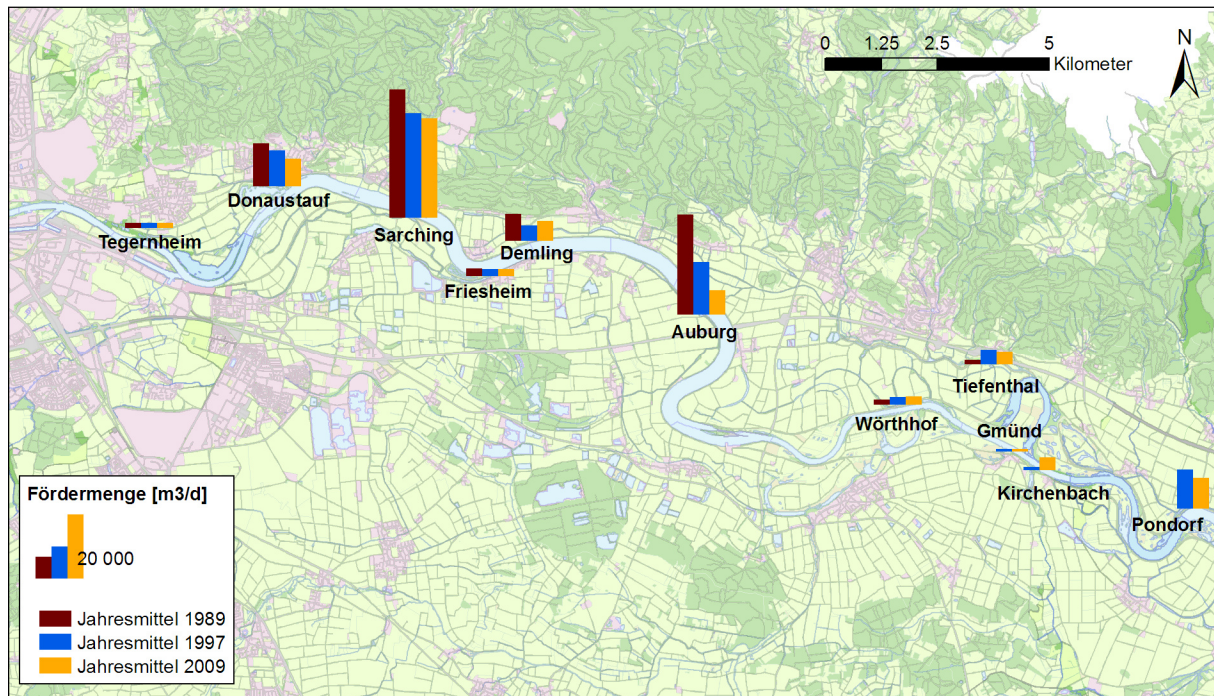 0 1.25 2.5 5
Kilometer
N
Donaustauf
Tegernheim
Sarching
Demling
Friesheim
Auburg
Tiefenthal
Wörthhof
Gmünd
Kirchenbach
Pondorf
Fördermenge [m3/d]
20 000
Jahresmittel 1989
Jahresmittel 1997
Jahresmittel 2009